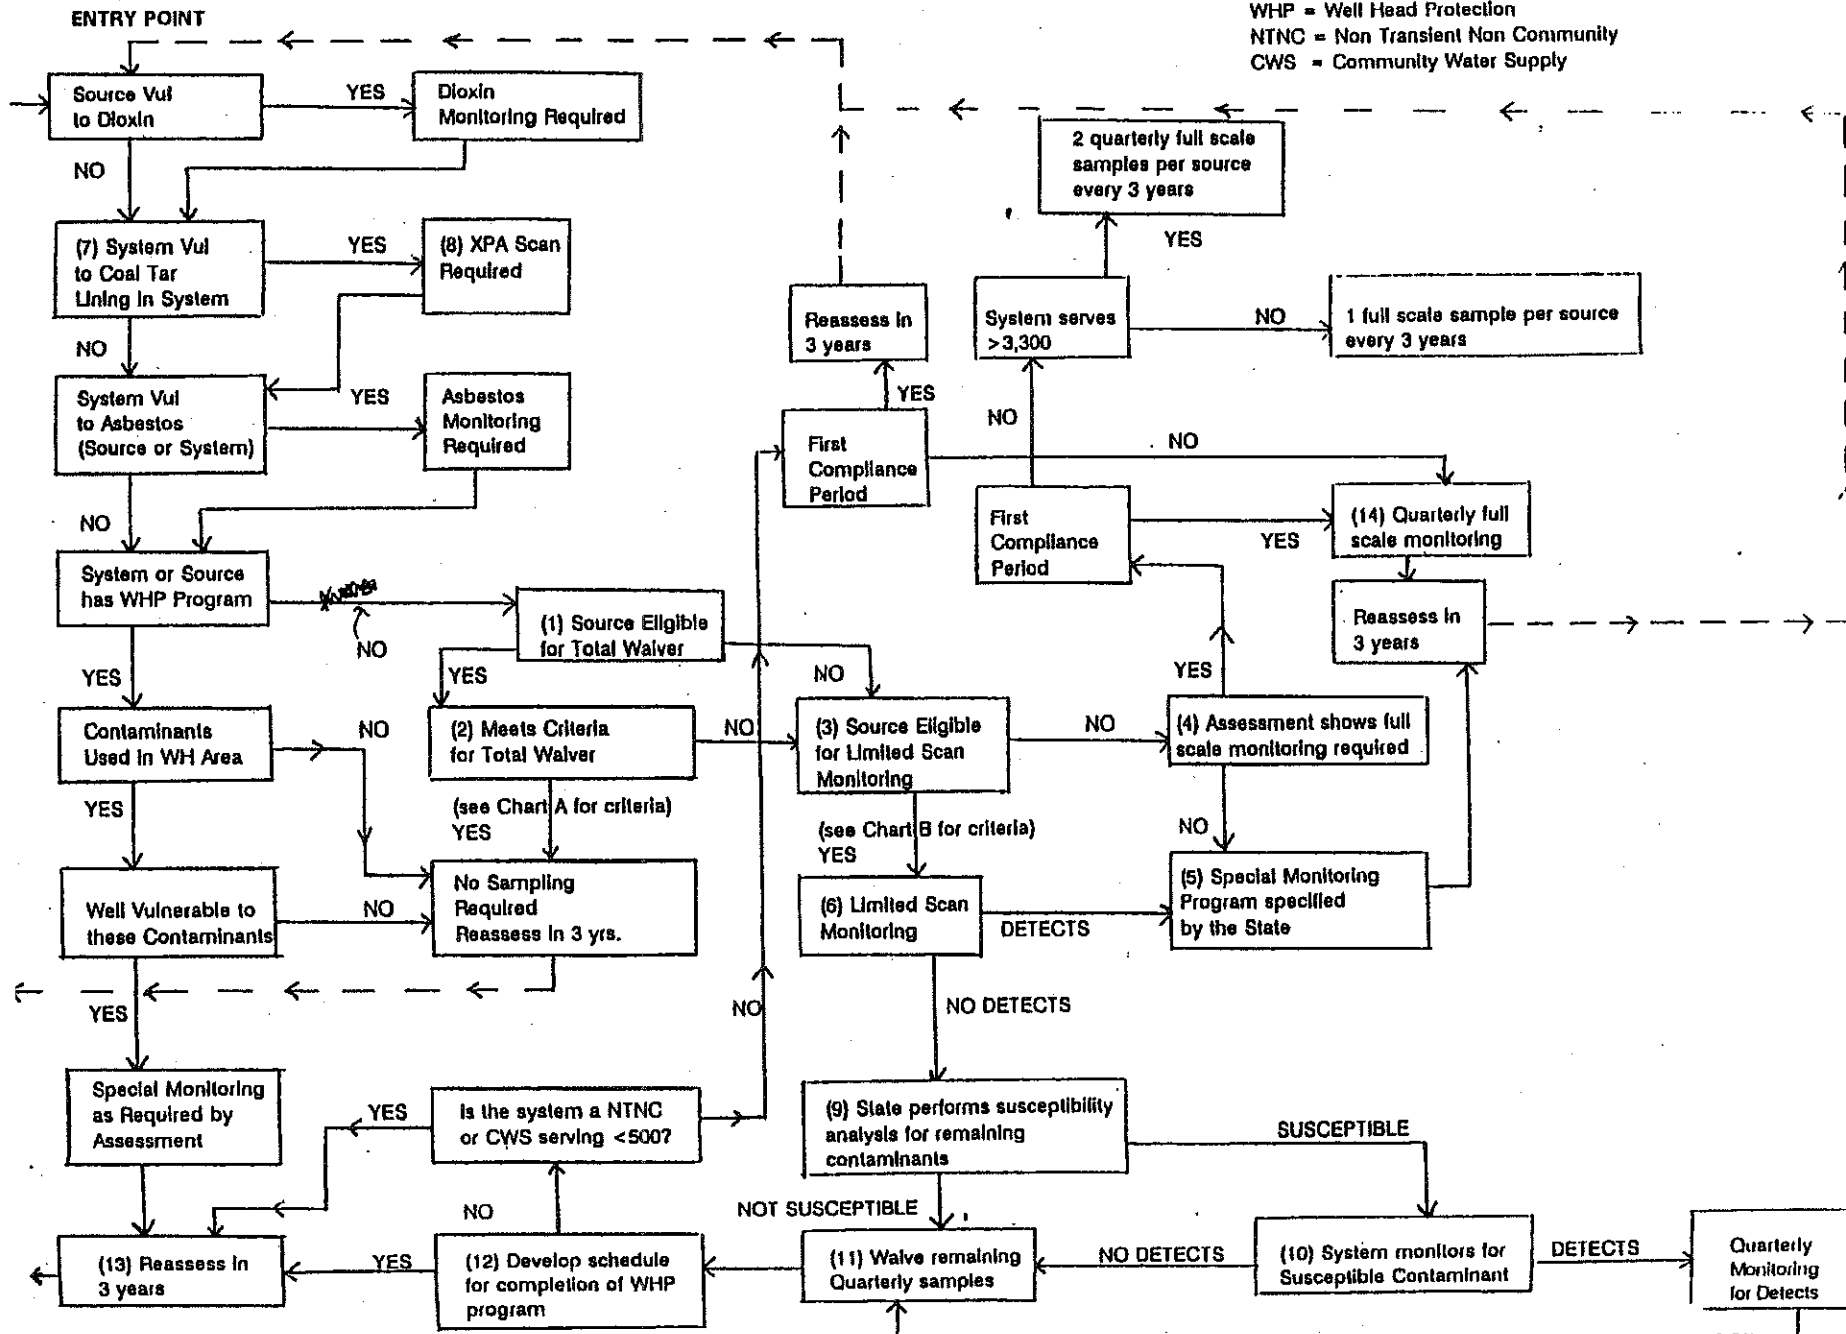 ENTRY POINT
WHP = Well Head Protection
NTNC = Non Transient Non Community
CWS = Community Water Supply
Source Vul
to Dioxin
YES
Dioxin
Monitoring Required
NO
2 quarterly full scale
samples per source
every 3 years
YES
(7) System Vul
to Coal Tar
Lining in System
YES
(8) XPA Scan
Required
NO
Reassess in
3 years
YES
System serves
>3,300
NO
1 full scale sample per source
every 3 years
NO
System Vul
to Asbestos
(Source or System)
YES
Asbestos
Monitoring
Required
NO
First
Compliance
Period
NO
First
Compliance
Period
YES
(14) Quarterly full
scale monitoring
Reassess in
3 years
System or Source
has WHP Program
NO
(1) Source Eligible
for Total Waiver
YES
NO
YES
YES
Contaminants
Used in WH Area
NO
(2) Meets Criteria
for Total Waiver
NO
(3) Source Eligible
for Limited Scan
Monitoring
NO
(4) Assessment shows full
scale monitoring required
YES
(see Chart A for criteria)
YES
(see Chart B for criteria)
YES
NO
Well Vulnerable to
these Contaminants
NO
No Sampling
Required
Reassess in 3 yrs.
(6) Limited Scan
Monitoring
DETECTS
(5) Special Monitoring
Program specified
by the State
YES
NO
NO DETECTS
Special Monitoring
as Required by
Assessment
YES
Is the system a NTNC
or CWS serving <500?
(9) State performs susceptibility
analysis for remaining
contaminants
SUSCEPTIBLE
NO
NOT SUSCEPTIBLE
(13) Reassess in
3 years
YES
(12) Develop schedule
for completion of WHP
program
(11) Waive remaining
Quarterly samples
NO DETECTS
(10) System monitors for
Susceptible Contaminant
DETECTS
Quarterly
Monitoring
for Detects